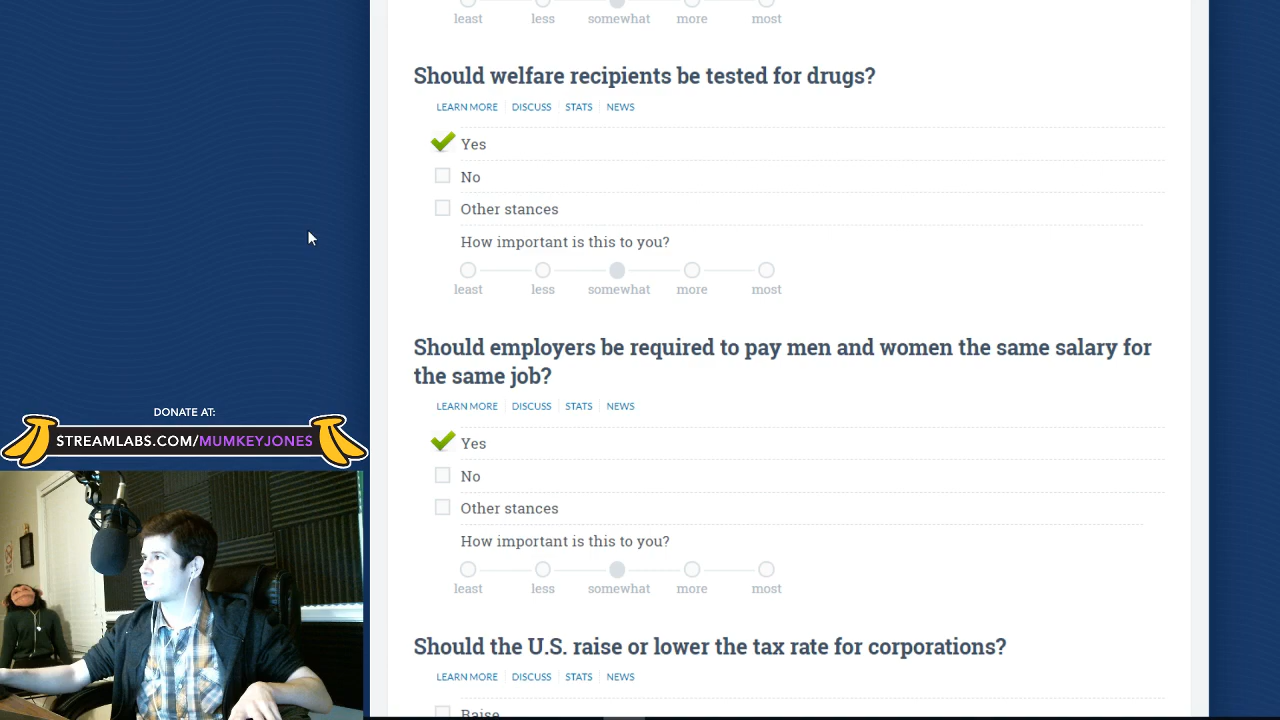 least less somewhat more most
Should welfare recipients be tested for drugs?
LEARN MORE DISCUSS STATS NEWS
Yes
No
Other stances
How important is this to you?
least less somewhat more most
Should employers be required to pay men and women the same salary for
the same job?
LEARN MORE DISCUSS STATS NEWS
Yes
No
Other stances
How important is this to you?
least less somewhat more most
Should the U.S. raise or lower the tax rate for corporations?
LEARN MORE DISCUSS STATS NEWS
Raise
DONATE AT:
STREAMLABS.COM/MUMKEYJONES